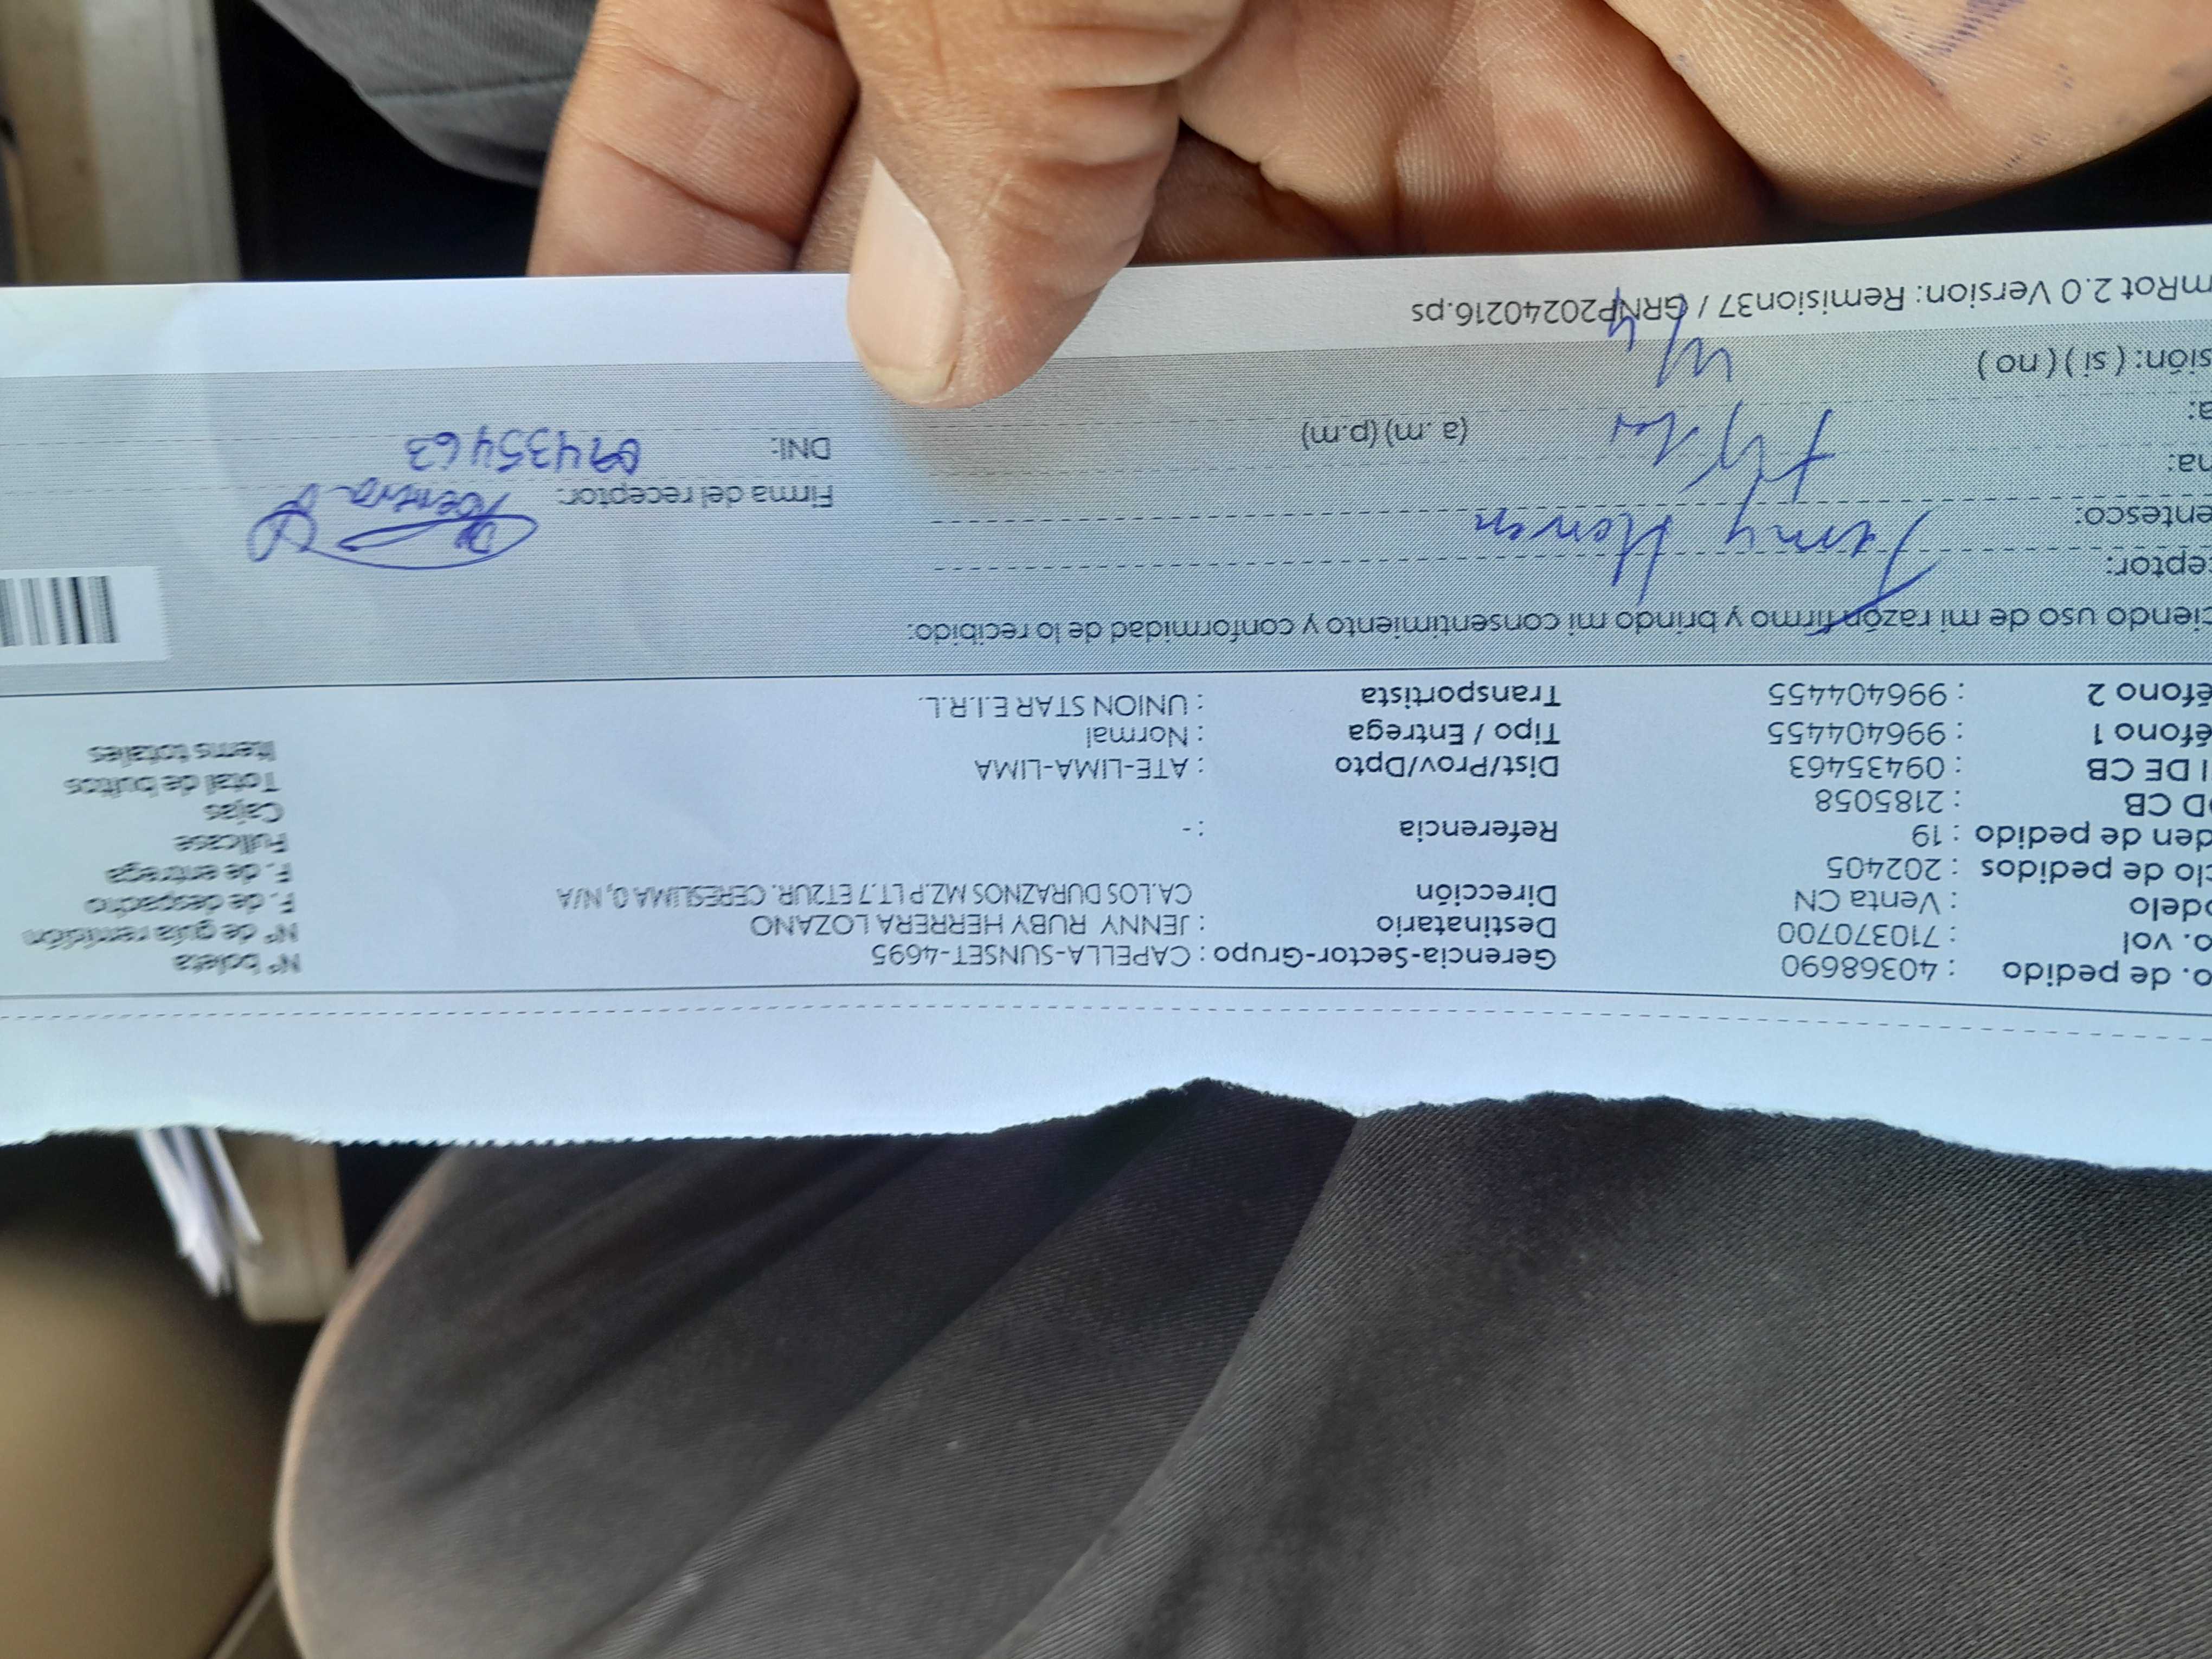 o. de pedido : 40368690 Gerencia-Sector-Grupo : CAPELLA-SUNSET-4695 Nº boleta
o. vol : 710370700 Destinatario : JENNY RUBY HERRERA LOZANO Nº de guía remisión
odelo : Venta CN Dirección CA.LOS DURAZNOS MZ.P LT.7 ET2UR. CERESLIMA 0, N/A F. de despacho
clo de pedidos : 202405 F. de entrega
den de pedido : 19 Referencia : - Fullcase
OD CB : 2185058 Cajas
I DE CB : 09435463 Dist/Prov/Dpto : ATE-LIMA-LIMA Total de bultos
éfono 1 : 996404455 Tipo / Entrega : Normal Items totales
éfono 2 : 996404455 Transportista : UNION STAR E.I.R.L.
ciendo uso de mi razón firmo y brindo mi consentimiento y conformidad de lo recibido:
ceptor: Jenny
entesco: Firma del receptor:
na:
a: (a .m) (p.m) DNI: 09435463
sión: ( si ) ( no )
mRot 2.0 Version: Remision37 / GRNP20240216.ps